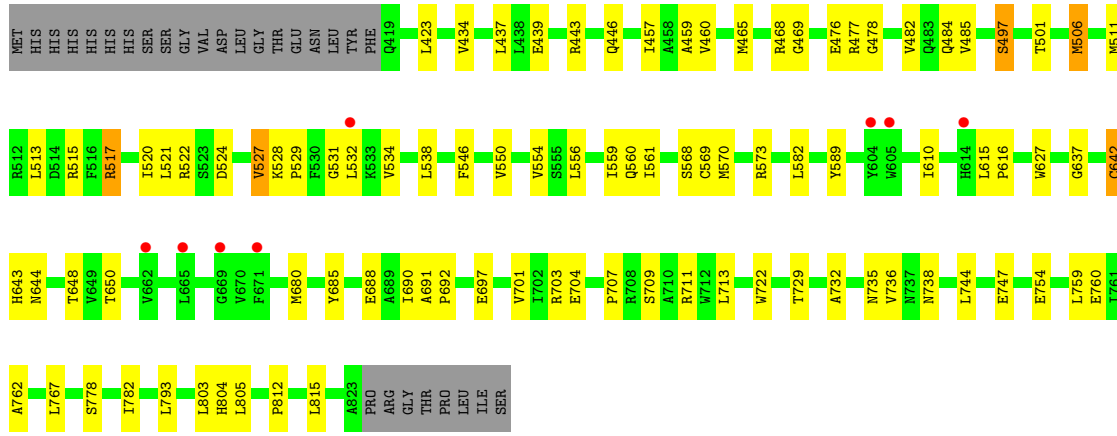 MET HIS HIS HIS HIS HIS HIS SER SER GLY VAL ASP LEU GLY THR GLU ASN LEU TYR PHE Q419 L423 V434 L437 L438 E439 R443 Q446 I457 A458 A459 V460 M465 R468 G469 E476 R477 G478 V482 Q483 Q484 V485 S497 T501 M506 M511
R512 L513 D514 R515 F516 R517 I520 L521 R522 S523 D524 V527 K528 P529 F530 G531 L532 K533 V534 L538 F546 V550 V554 S555 L556 I559 Q560 I561 S568 C569 M570 R573 L582 Y589 Y604 W605 I610 H614 L615 P616 W627 G637 C642
H643 N644 T648 V649 T650 V662 L665 G669 V670 F671 M680 Y685 E688 A689 I690 A691 P692 E697 V701 I702 R703 E704 P707 R708 S709 A710 R711 W712 L713 W722 T729 A732 N735 V736 N737 N738 L744 E747 E754 L759 E760 I761
A762 L767 S778 I782 L793 L803 H804 L805 P812 L815 A823 PRO ARG GLY THR PRO LEU ILE SER